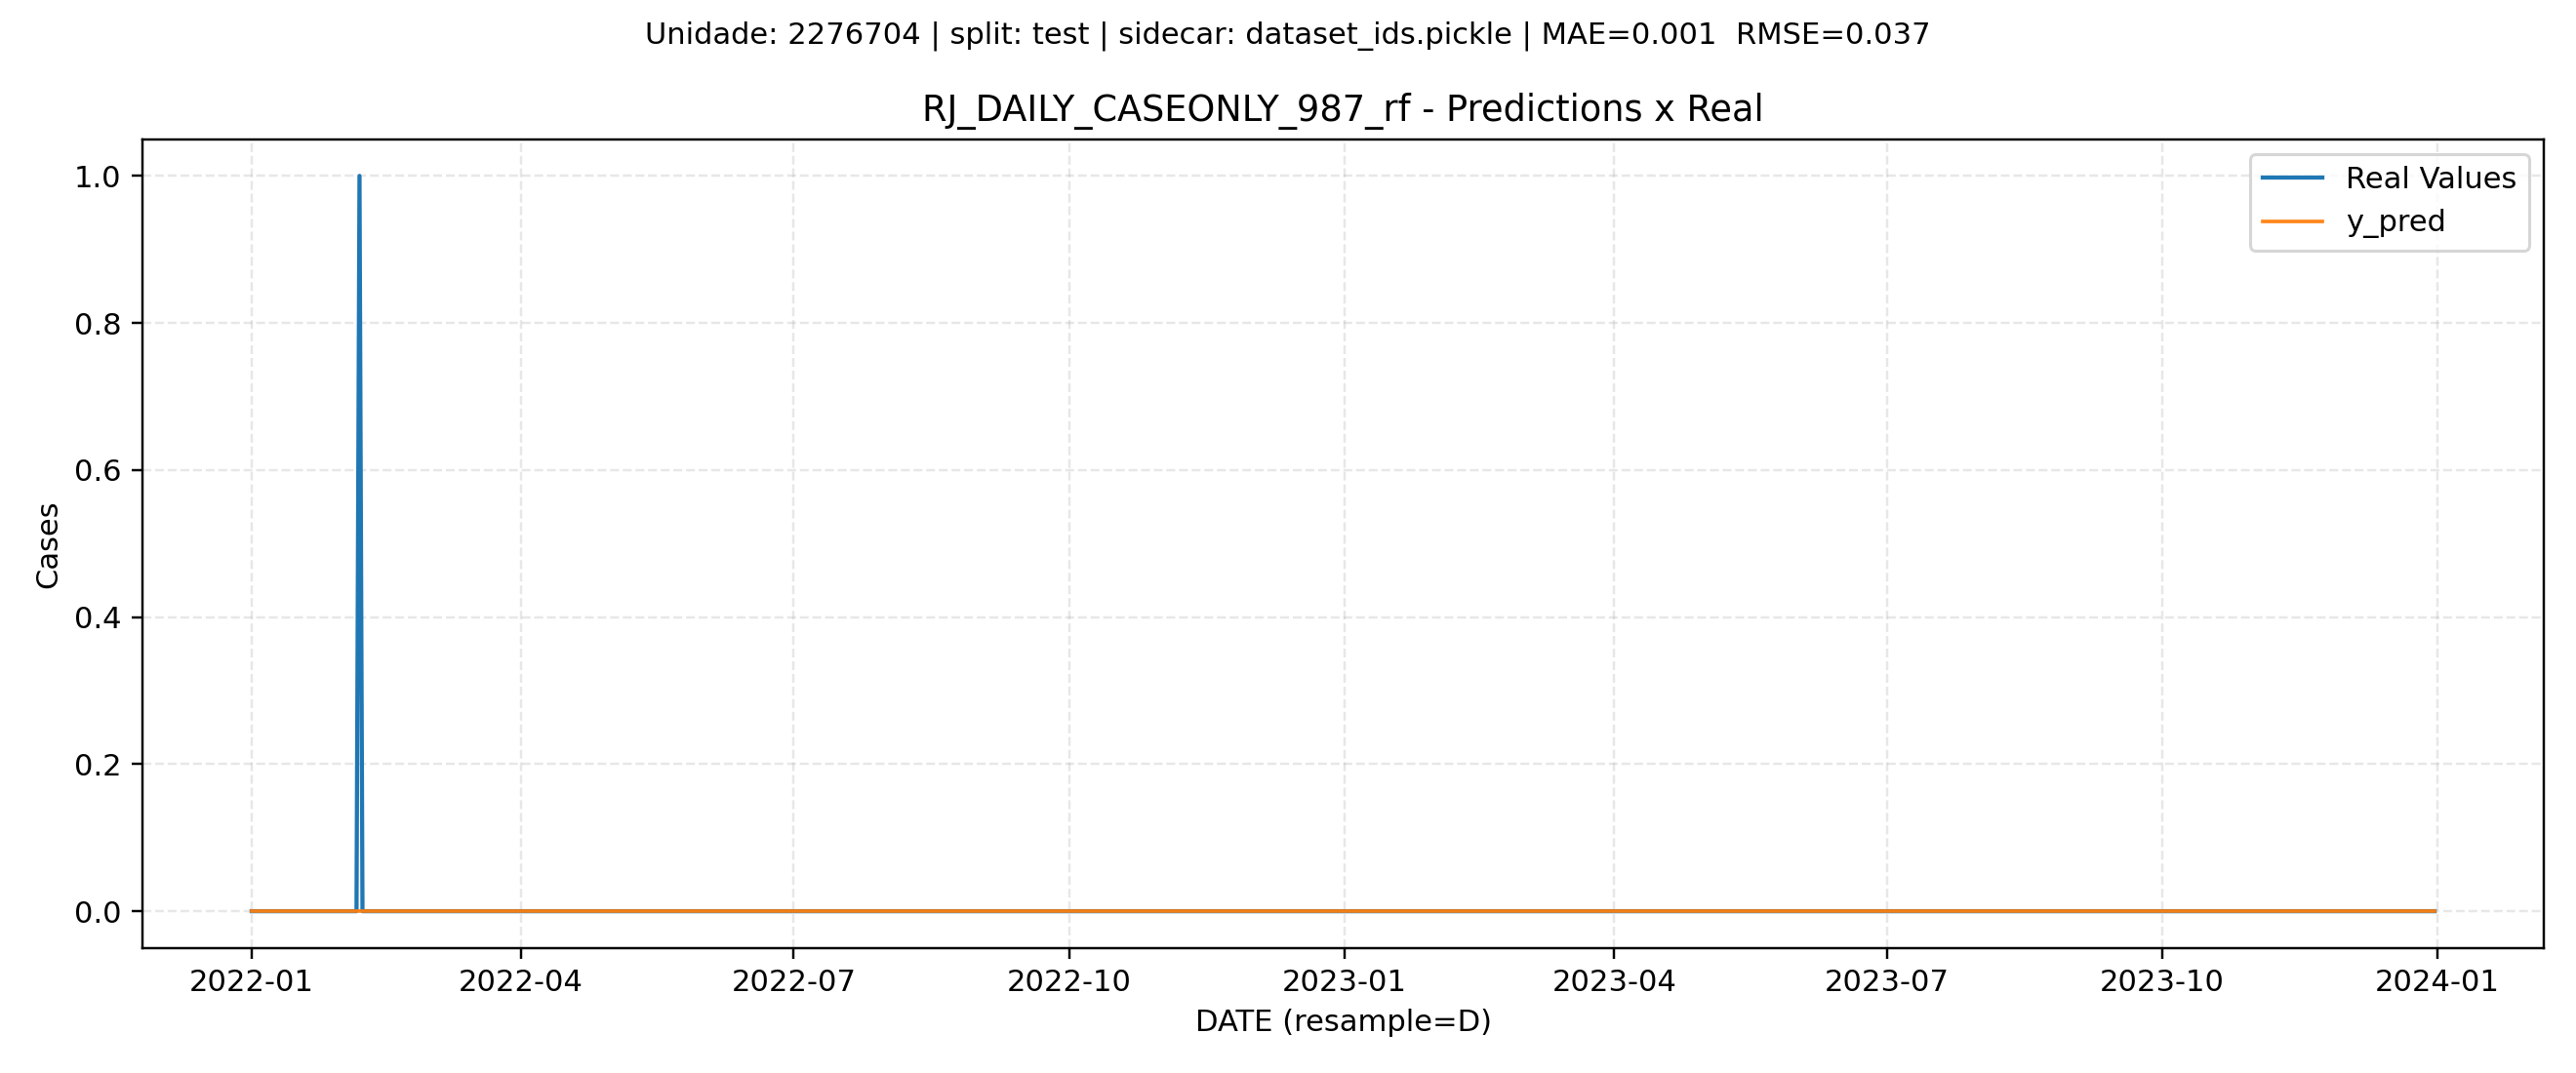 Unidade: 2276704 | split: test | sidecar: dataset_ids.pickle | MAE=0.001  RMSE=0.037
RJ_DAILY_CASEONLY_987_rf - Predictions x Real
Real Values
y_pred
1.0
0.8
0.6
0.4
0.2
0.0
Cases
2022-01
2022-04
2022-07
2022-10
2023-01
2023-04
2023-07
2023-10
2024-01
DATE (resample=D)